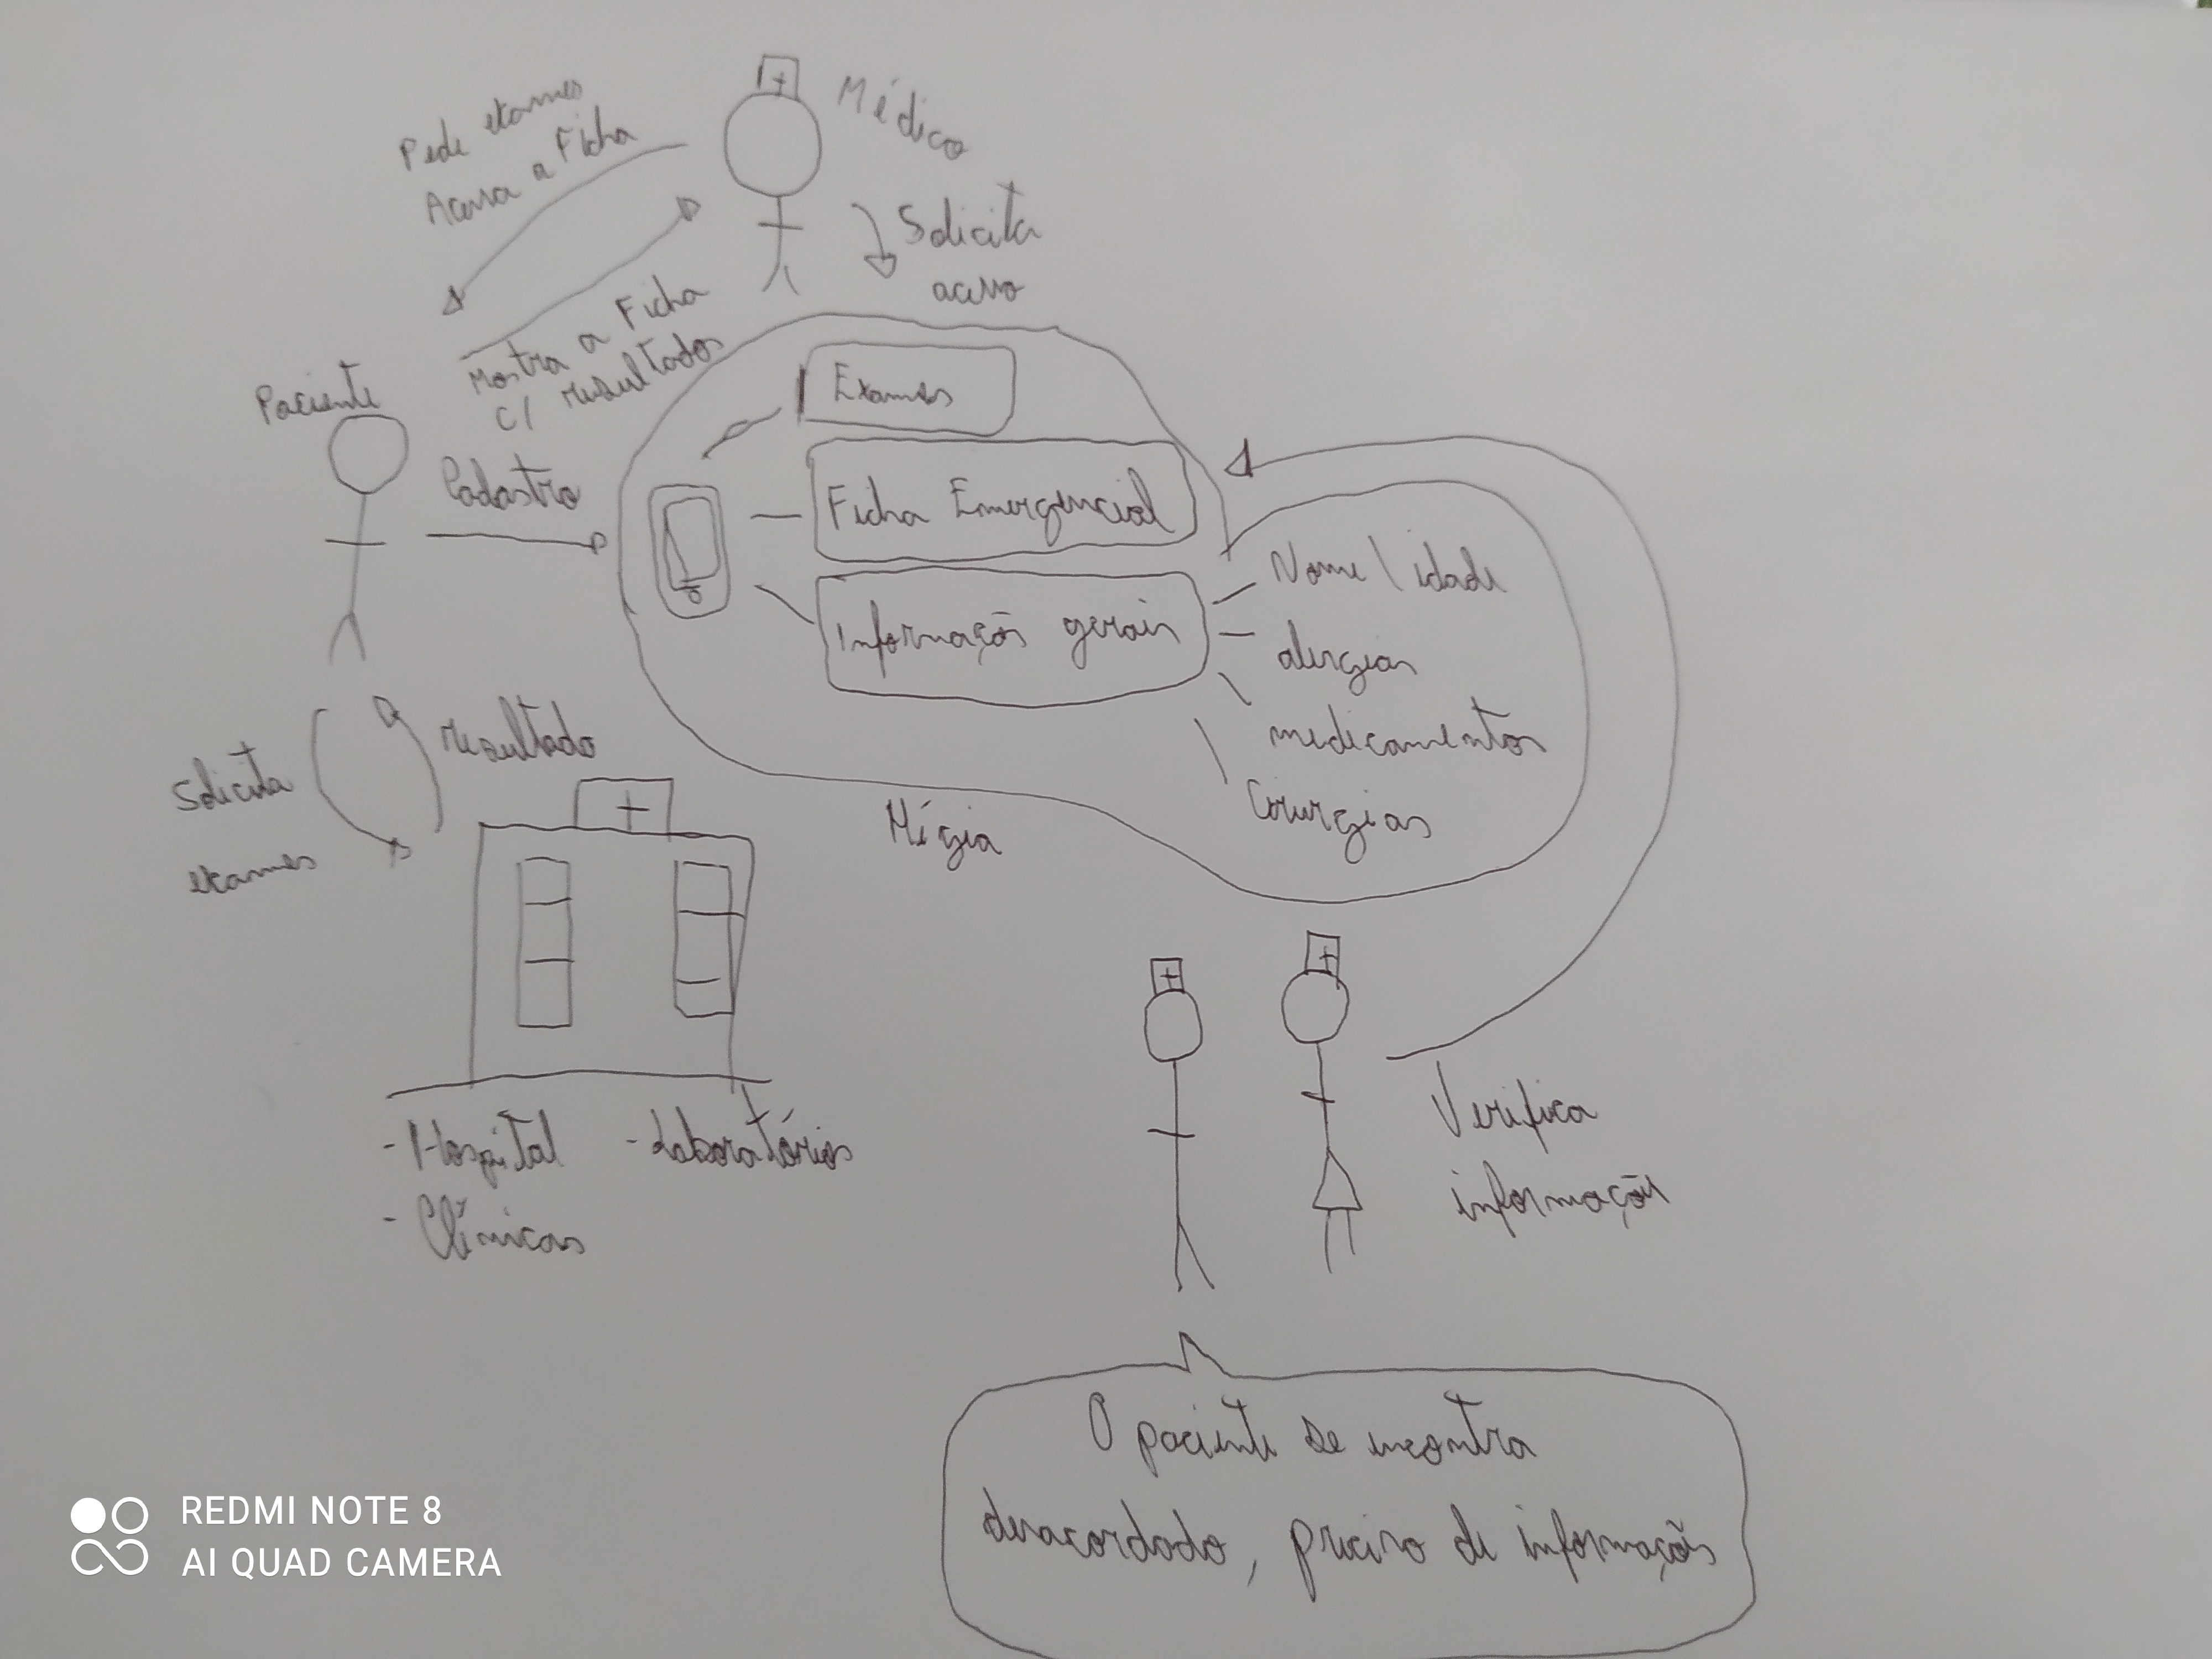 Médico
Pede exames
Acessa a Ficha
Solicita
acesso
Mostra a Ficha
c/ resultados
Paciente
Cadastro
Exames
Ficha Emergencial
Informações gerais
Nome / idade
alergias
medicamentos
Cirurgias
Hígia
Solicita
exames
resultado
- Hospital - Laboratórios
- Clínicas
Verifica
informações
O paciente se encontra
desacordado, preciso de informações
REDMI NOTE 8
AI QUAD CAMERA